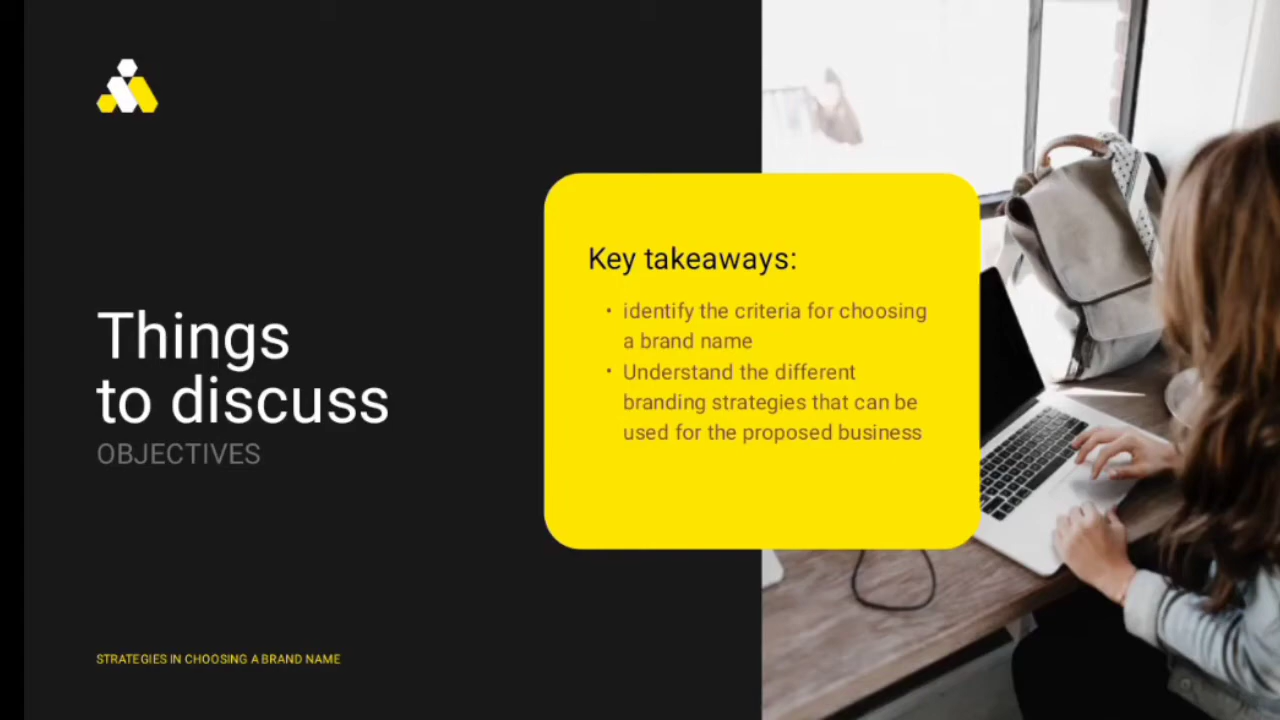 Things
to discuss
OBJECTIVES
Key takeaways:
• identify the criteria for choosing
a brand name
• Understand the different
branding strategies that can be
used for the proposed business
STRATEGIES IN CHOOSING A BRAND NAME